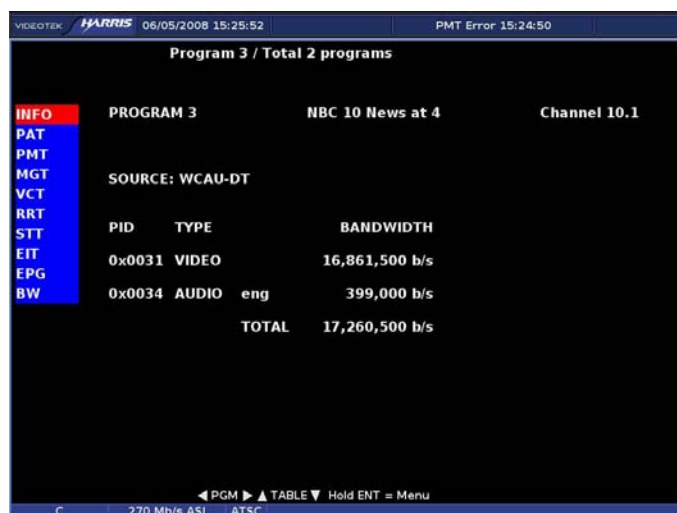 VIDEOTEK HARRIS 06/05/2008 15:25:52 PMT Error 15:24:50
Program 3 / Total 2 programs
INFO PROGRAM 3 NBC 10 News at 4 Channel 10.1
PAT
PMT
MGT SOURCE: WCAU-DT
VCT
RRT
STT PID TYPE BANDWIDTH
EIT 0x0031 VIDEO 16,861,500 b/s
EPG
BW 0x0034 AUDIO eng 399,000 b/s
TOTAL 17,260,500 b/s
◀ PGM ▶ ▲ TABLE ▼ Hold ENT = Menu
C 270 Mb/s ASI ATSC